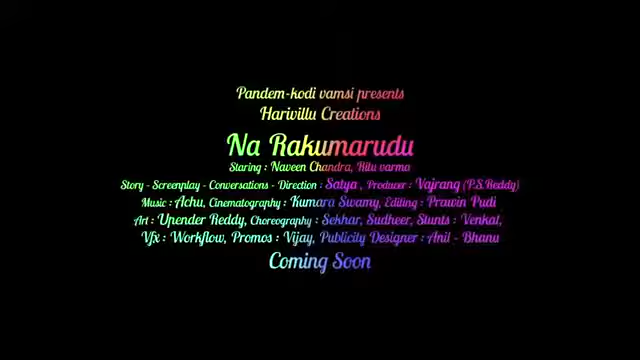 Pandem-kodi vamsi presents
Harivillu Creations
Na Rakumarudu
Staring : Naveen Chandra, Ritu varma
Story - Screenplay - Conversations - Direction : Satya , Producer : Vajrang (P.S.Reddy)
Music : Achu, Cinematography : Kumara Swamy, Editing : Prawin Pudi
Art : Upender Reddy, Choreography : Sekhar, Sudheer, Stunts : Venkat,
Vfx : Workflow, Promos : Vijay, Publicity Designer : Anil - Bhanu
Coming Soon